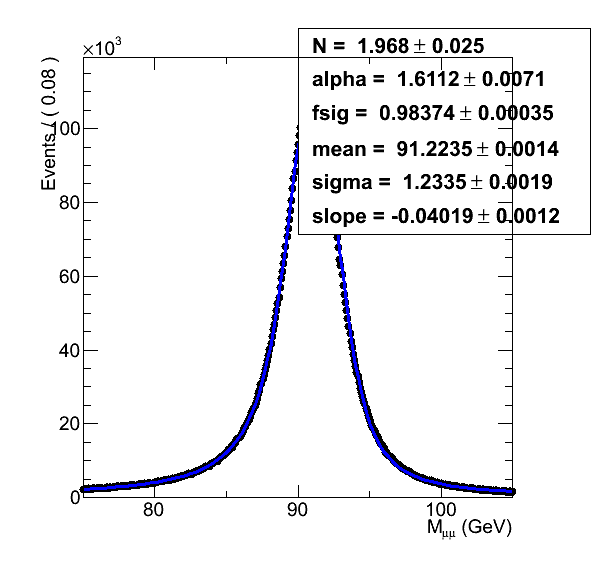 ×10³
N = 1.968 ± 0.025
alpha = 1.6112 ± 0.0071
fsig = 0.98374 ± 0.00035
mean = 91.2235 ± 0.0014
sigma = 1.2335 ± 0.0019
slope = -0.04019 ± 0.0012
Events / ( 0.08 )
100
80
60
40
20
0
80 90 100
M_μμ (GeV)